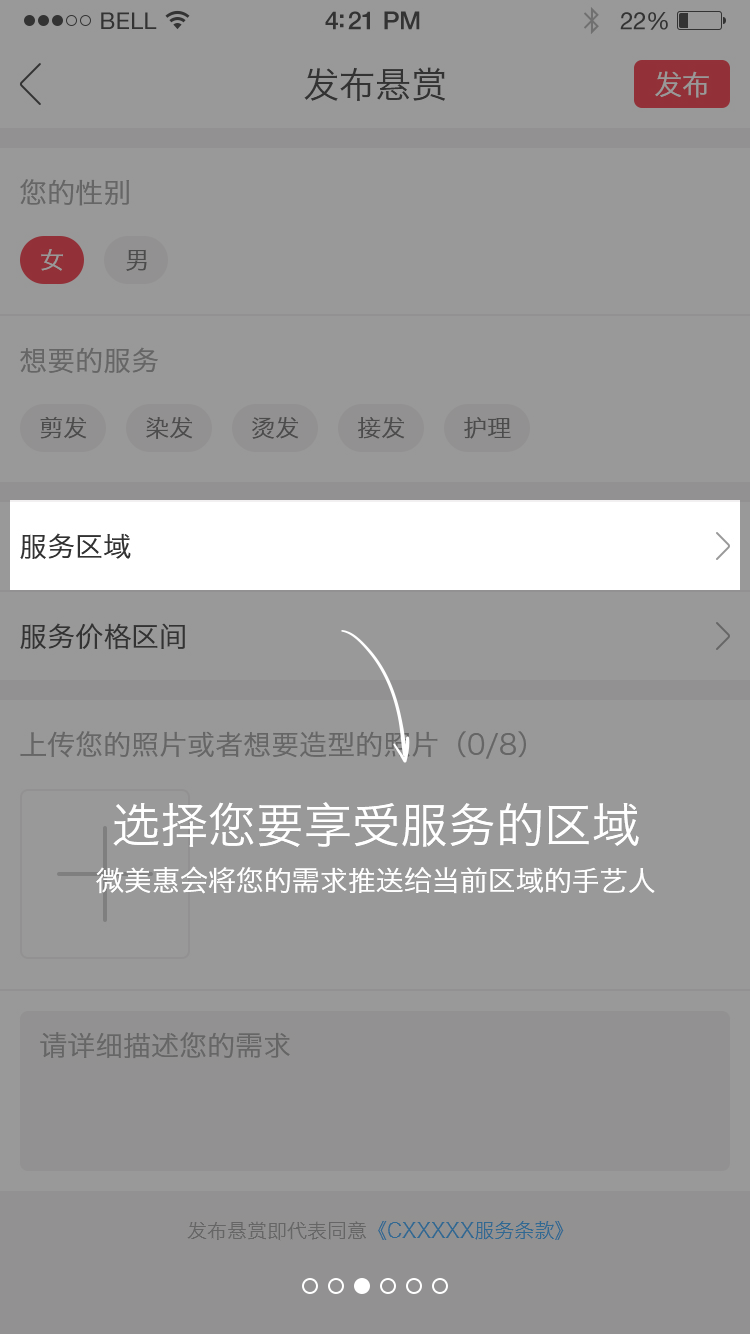 BELL 4:21 PM 22%
发布悬赏 发布
您的性别
女 男
想要的服务
剪发 染发 烫发 接发 护理
服务区域
服务价格区间
上传您的照片或者想要造型的照片（0/8）
选择您要享受服务的区域
微美惠会将您的需求推送给当前区域的手艺人
请详细描述您的需求
发布悬赏即代表同意《CXXXXX服务条款》